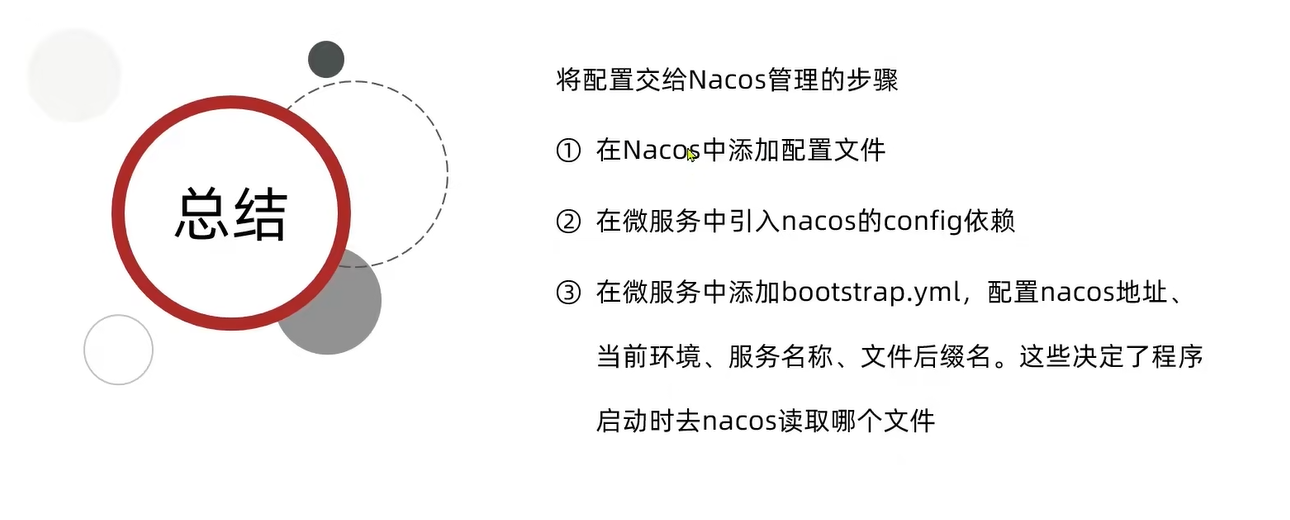 总结
将配置交给Nacos管理的步骤
① 在Nacos中添加配置文件
② 在微服务中引入nacos的config依赖
③ 在微服务中添加bootstrap.yml，配置nacos地址、
当前环境、服务名称、文件后缀名。这些决定了程序
启动时去nacos读取哪个文件